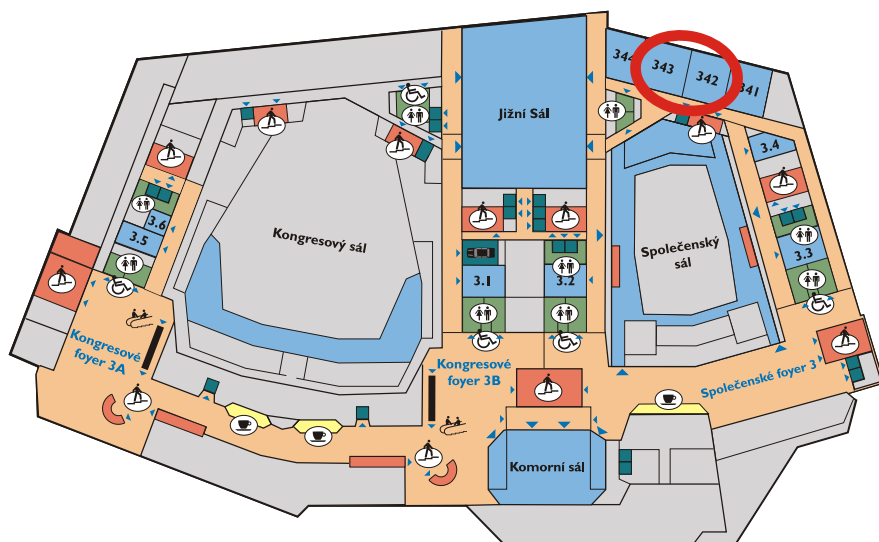 344
343
342
341
Jižní Sál
3.4
3.6
3.5
Kongresový sál
Společenský
sál
3.3
3.1
3.2
Kongresové
foyer 3A
Kongresové
foyer 3B
Společenské foyer 3
Komorní sál